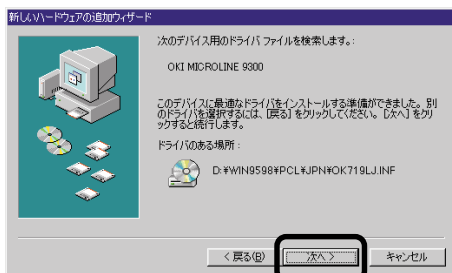 新しいハードウェアの追加ウィザード
次のデバイス用のドライバ ファイルを検索します。:
OKI MICROLINE 9300
このデバイスに最適なドライバをインストールする準備ができました。別
のドライバを選択するには、[戻る] をクリックしてください。[次へ] をクリ
ックすると続行します。
ドライバのある場所 :
D:¥WIN9598¥PCL¥JPN¥OK719LJ.INF
< 戻る(B)
次へ >
キャンセル